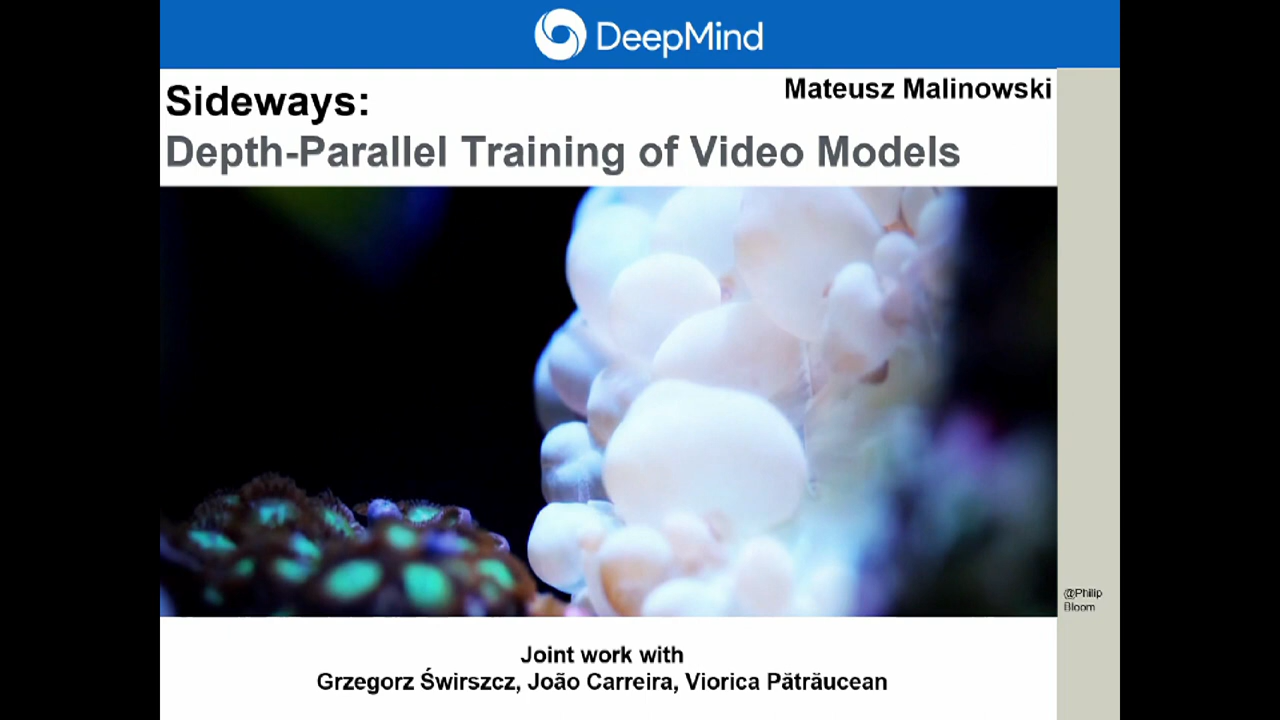 DeepMind
Mateusz Malinowski
Sideways:
Depth-Parallel Training of Video Models
@Philip
Bloom
Joint work with
Grzegorz Świrszcz, João Carreira, Viorica Pătrăucean